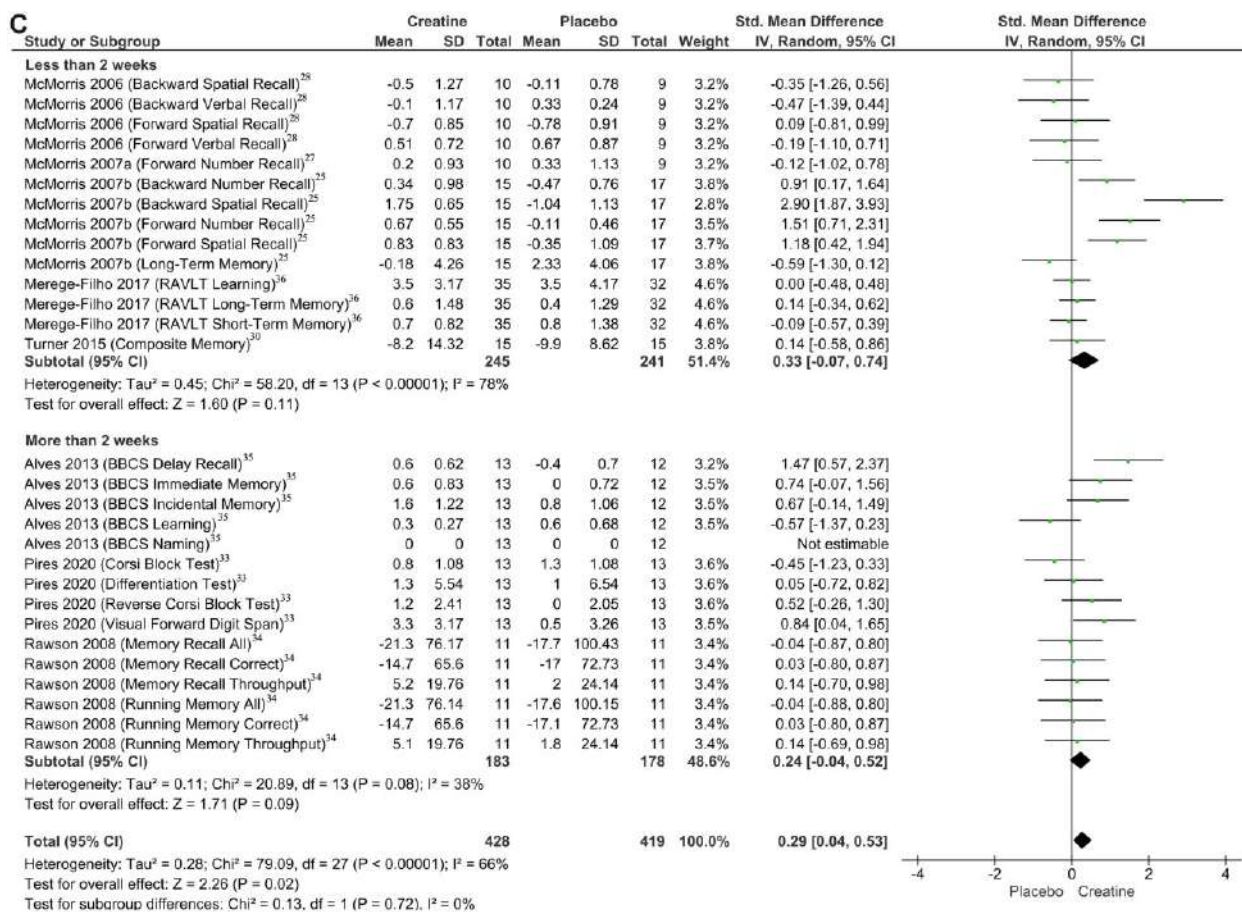 C
Creatine Placebo Std. Mean Difference Std. Mean Difference
Study or Subgroup Mean SD Total Mean SD Total Weight IV, Random, 95% CI IV, Random, 95% CI
Less than 2 weeks
McMorris 2006 (Backward Spatial Recall)28 -0.5 1.27 10 -0.11 0.78 9 3.2% -0.35 [-1.26, 0.56]
McMorris 2006 (Backward Verbal Recall)28 -0.1 1.17 10 0.33 0.24 9 3.2% -0.47 [-1.39, 0.44]
McMorris 2006 (Forward Spatial Recall)28 -0.7 0.85 10 -0.78 0.91 9 3.2% 0.09 [-0.81, 0.99]
McMorris 2006 (Forward Verbal Recall)28 0.51 0.72 10 0.67 0.87 9 3.2% -0.19 [-1.10, 0.71]
McMorris 2007a (Forward Number Recall)27 0.2 0.93 10 0.33 1.13 9 3.2% -0.12 [-1.02, 0.78]
McMorris 2007b (Backward Number Recall)25 0.34 0.98 15 -0.47 0.76 17 3.8% 0.91 [0.17, 1.64]
McMorris 2007b (Backward Spatial Recall)25 1.75 0.65 15 -1.04 1.13 17 2.8% 2.90 [1.87, 3.93]
McMorris 2007b (Forward Number Recall)25 0.67 0.55 15 -0.11 0.46 17 3.6% 1.51 [0.71, 2.31]
McMorris 2007b (Forward Spatial Recall)25 0.83 0.83 15 -0.35 1.09 17 3.7% 1.18 [0.42, 1.94]
McMorris 2007b (Long-Term Memory)25 -0.18 4.26 15 2.33 4.06 17 3.8% -0.59 [-1.30, 0.12]
Merege-Filho 2017 (RAVLT Learning)36 3.5 3.17 35 3.5 4.17 32 4.6% 0.00 [-0.48, 0.48]
Merege-Filho 2017 (RAVLT Long-Term Memory)36 0.6 1.48 35 0.4 1.29 32 4.6% 0.14 [-0.34, 0.62]
Merege-Filho 2017 (RAVLT Short-Term Memory)36 0.7 0.82 35 0.8 1.38 32 4.6% -0.09 [-0.57, 0.39]
Turner 2015 (Composite Memory)30 -8.2 14.32 15 -9.9 8.62 15 3.8% 0.14 [-0.58, 0.86]
Subtotal (95% CI) 245 241 51.4% 0.33 [-0.07, 0.74]
Heterogeneity: Tau² = 0.45; Chi² = 58.20, df = 13 (P < 0.00001); I² = 78%
Test for overall effect: Z = 1.60 (P = 0.11)
More than 2 weeks
Alves 2013 (BBCS Delay Recall)35 0.6 0.62 13 -0.4 0.7 12 3.2% 1.47 [0.57, 2.37]
Alves 2013 (BBCS Immediate Memory)35 0.6 0.83 13 0 0.72 12 3.5% 0.74 [-0.07, 1.56]
Alves 2013 (BBCS Incidental Memory)35 1.6 1.22 13 0.8 1.06 12 3.5% 0.67 [-0.14, 1.49]
Alves 2013 (BBCS Learning)35 0.3 0.27 13 0.6 0.68 12 3.5% -0.57 [-1.37, 0.23]
Alves 2013 (BBCS Naming)35 0 0 13 0 0 12 Not estimable
Pires 2020 (Corsi Block Test)33 0.8 1.08 13 1.3 1.08 13 3.6% -0.45 [-1.23, 0.33]
Pires 2020 (Differentiation Test)33 1.3 5.54 13 1 6.54 13 3.6% 0.05 [-0.72, 0.82]
Pires 2020 (Reverse Corsi Block Test)33 1.2 2.41 13 0 2.05 13 3.6% 0.52 [-0.26, 1.30]
Pires 2020 (Visual Forward Digit Span)33 3.3 3.17 13 0.5 3.26 13 3.5% 0.84 [0.04, 1.65]
Rawson 2008 (Memory Recall All)34 -21.3 76.17 11 -17.7 100.43 11 3.4% -0.04 [-0.87, 0.80]
Rawson 2008 (Memory Recall Correct)34 -14.7 65.6 11 -17 72.73 11 3.4% 0.03 [-0.80, 0.87]
Rawson 2008 (Memory Recall Throughput)34 5.2 19.76 11 2 24.14 11 3.4% 0.14 [-0.70, 0.98]
Rawson 2008 (Running Memory All)34 -21.3 76.14 11 -17.6 100.15 11 3.4% -0.04 [-0.88, 0.80]
Rawson 2008 (Running Memory Correct)34 -14.7 65.6 11 -17.1 72.73 11 3.4% 0.03 [-0.80, 0.87]
Rawson 2008 (Running Memory Throughput)34 5.1 19.76 11 1.8 24.14 11 3.4% 0.14 [-0.69, 0.98]
Subtotal (95% CI) 183 178 48.6% 0.24 [-0.04, 0.52]
Heterogeneity: Tau² = 0.11; Chi² = 20.89, df = 13 (P = 0.08); I² = 38%
Test for overall effect: Z = 1.71 (P = 0.09)
Total (95% CI) 428 419 100.0% 0.29 [0.04, 0.53]
Heterogeneity: Tau² = 0.28; Chi² = 79.09, df = 27 (P < 0.00001); I² = 66%
Test for overall effect: Z = 2.26 (P = 0.02)
Test for subgroup differences: Chi² = 0.13, df = 1 (P = 0.72), I² = 0%
-4 -2 0 2 4
Placebo Creatine